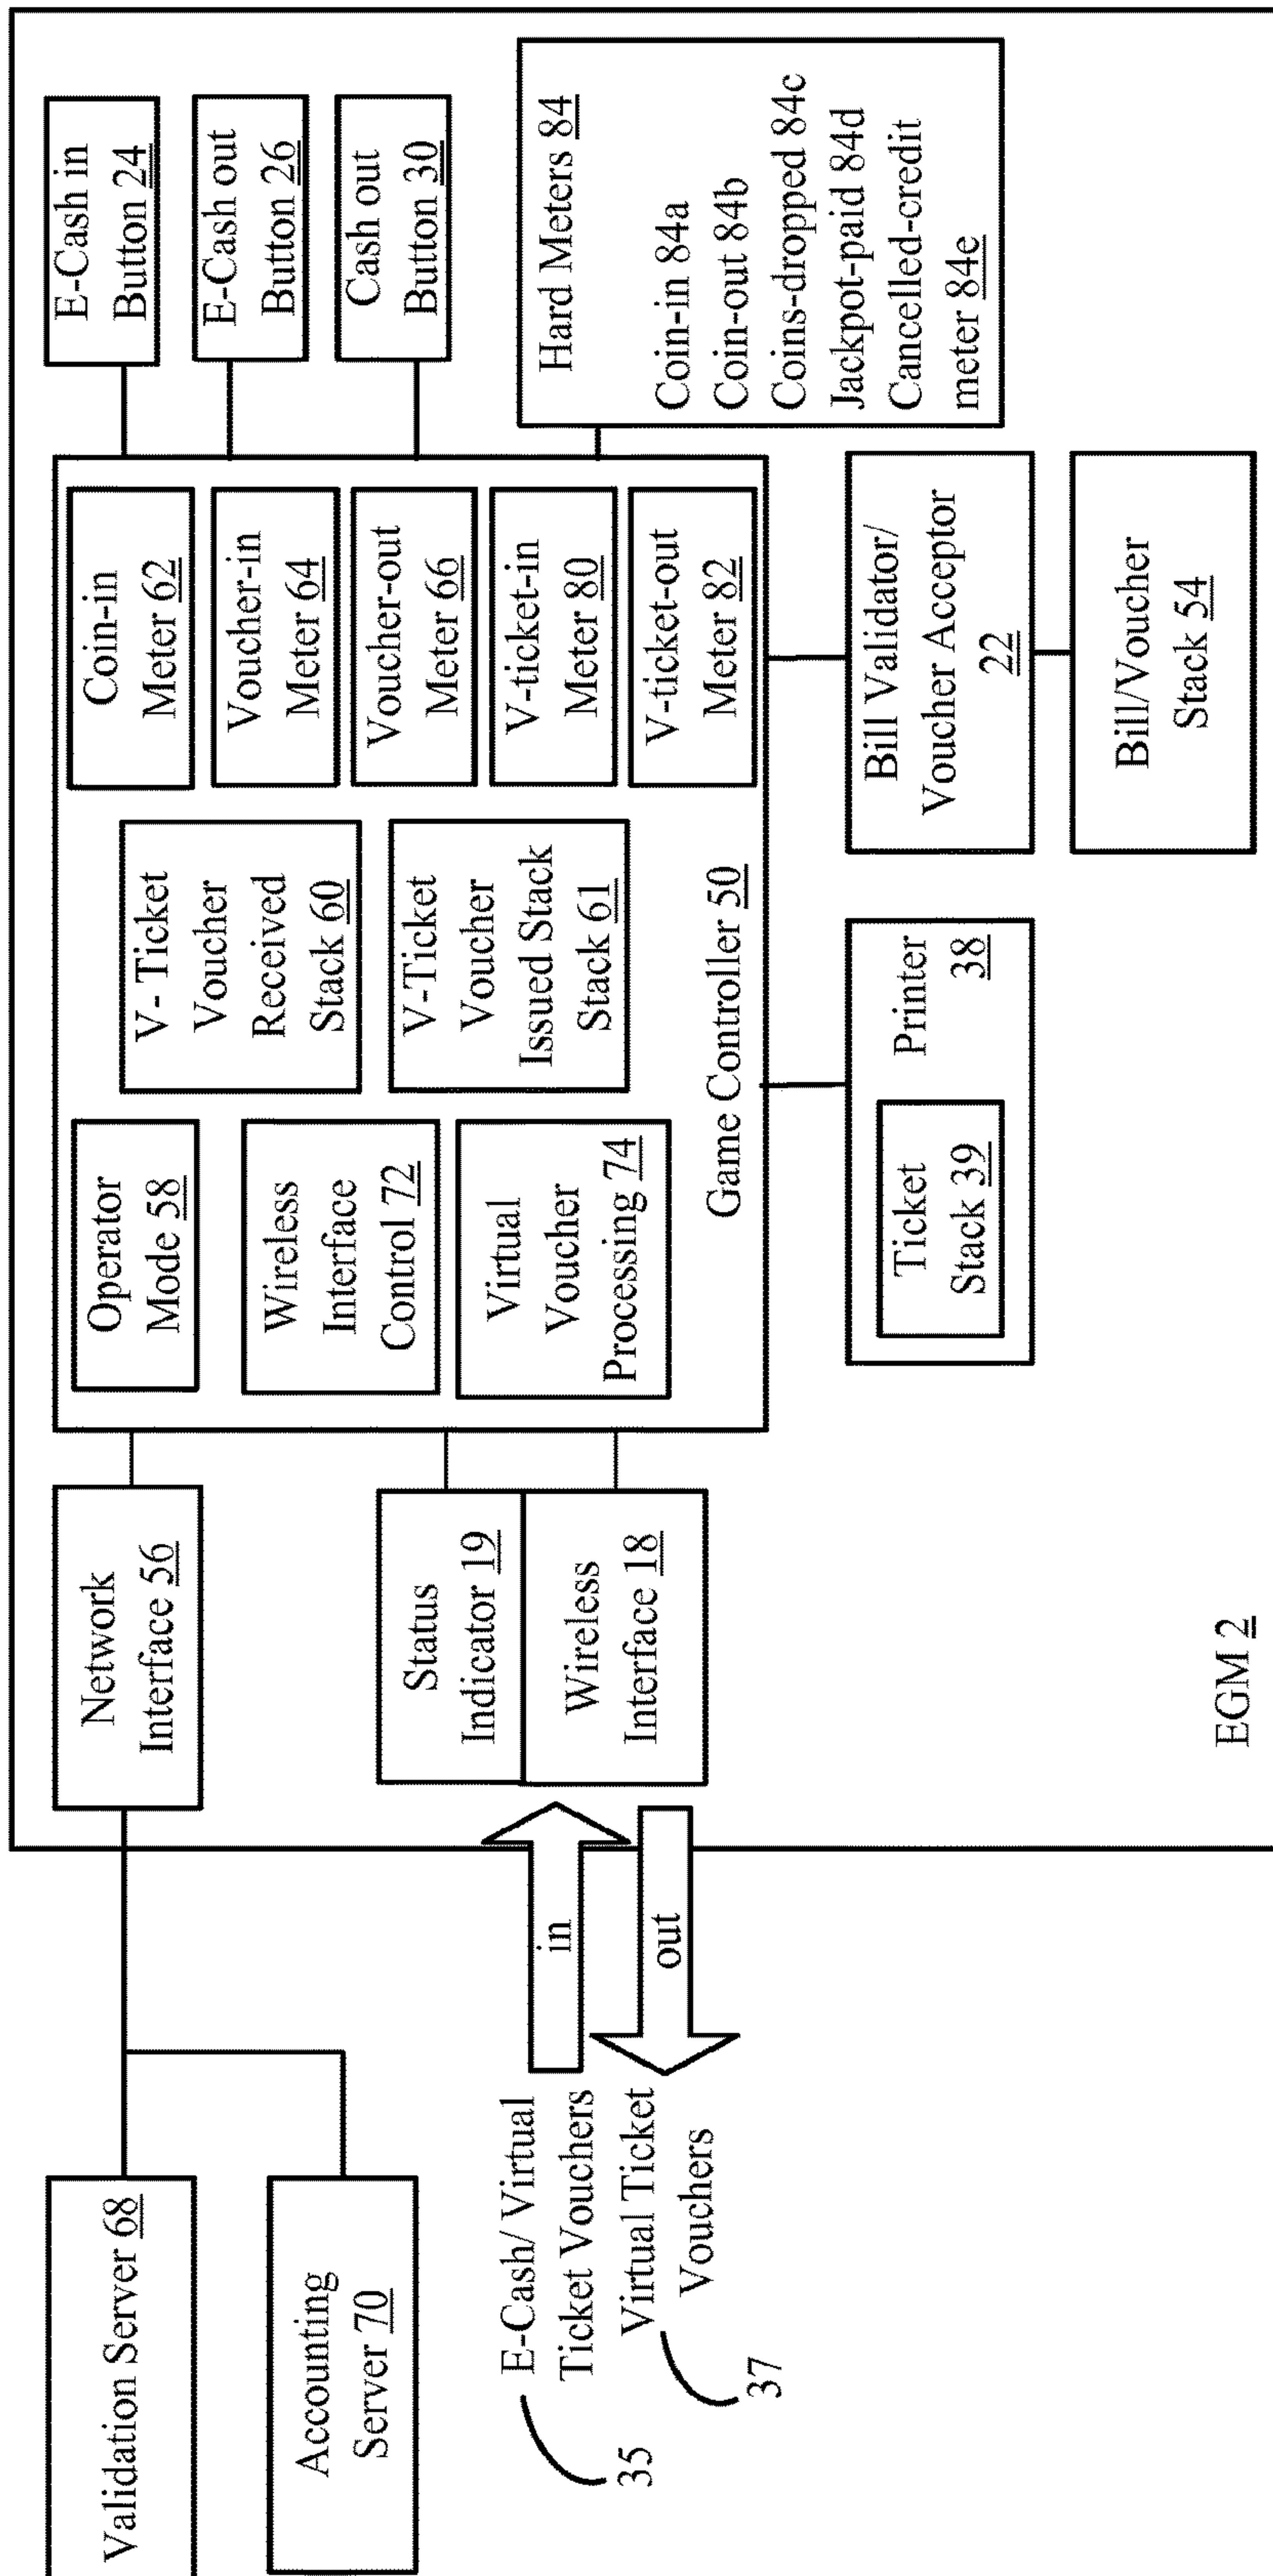 Validation Server 68
Accounting
Server 70
E-Cash/ Virtual
Ticket Vouchers
Virtual Ticket
Vouchers
35
37
in
out
Network
Interface 56
Status
Indicator 19
Wireless
Interface 18
EGM 2
Operator
Mode 58
Wireless
Interface
Control 72
Virtual
Voucher
Processing 74
V- Ticket
Voucher
Received
Stack 60
V-Ticket
Voucher
Issued Stack
Stack 61
Game Controller 50
Coin-in
Meter 62
Voucher-in
Meter 64
Voucher-out
Meter 66
V-ticket-in
Meter 80
V-ticket-out
Meter 82
E-Cash in
Button 24
E-Cash out
Button 26
Cash out
Button 30
Hard Meters 84
Coin-in 84a
Coin-out 84b
Coins-dropped 84c
Jackpot-paid 84d
Cancelled-credit
meter 84e
Printer
38
Ticket
Stack 39
Bill Validator/
Voucher Acceptor
22
Bill/Voucher
Stack 54